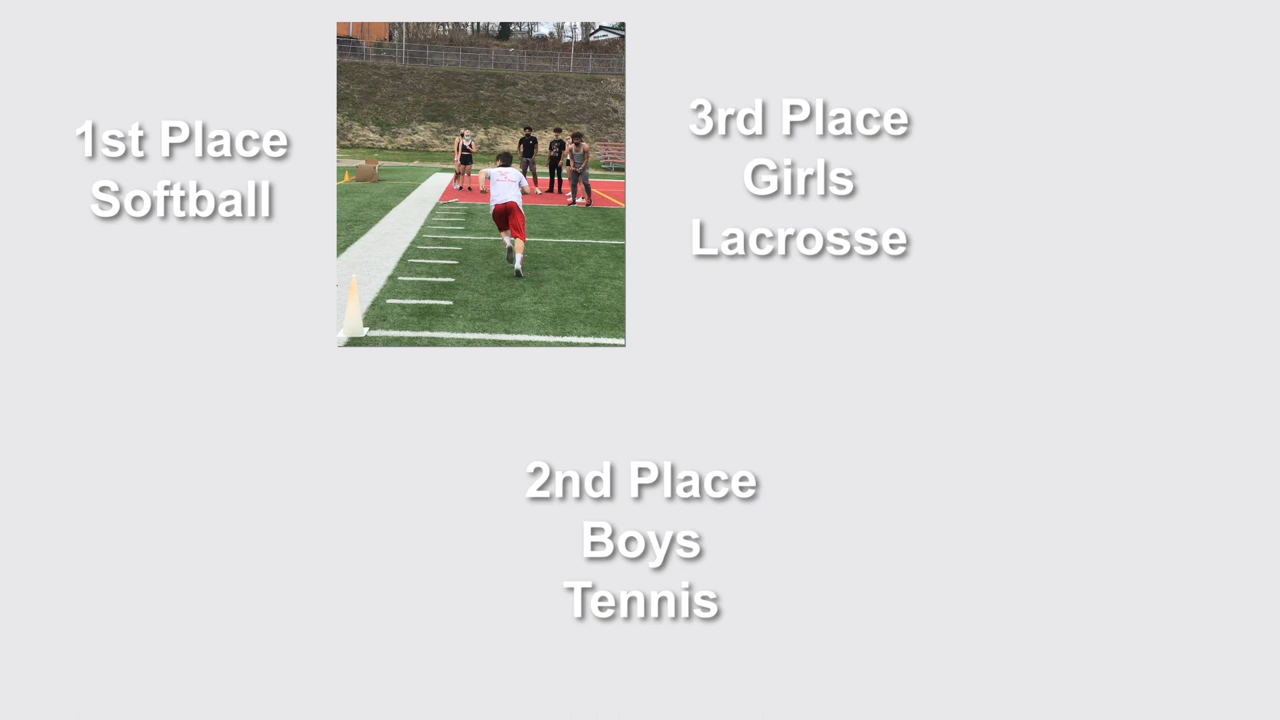 1st Place
Softball
3rd Place
Girls
Lacrosse
2nd Place
Boys
Tennis